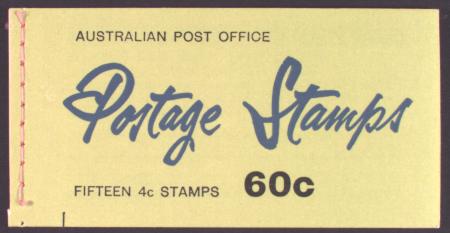 AUSTRALIAN POST OFFICE
Postage Stamps
FIFTEEN 4c STAMPS 60c